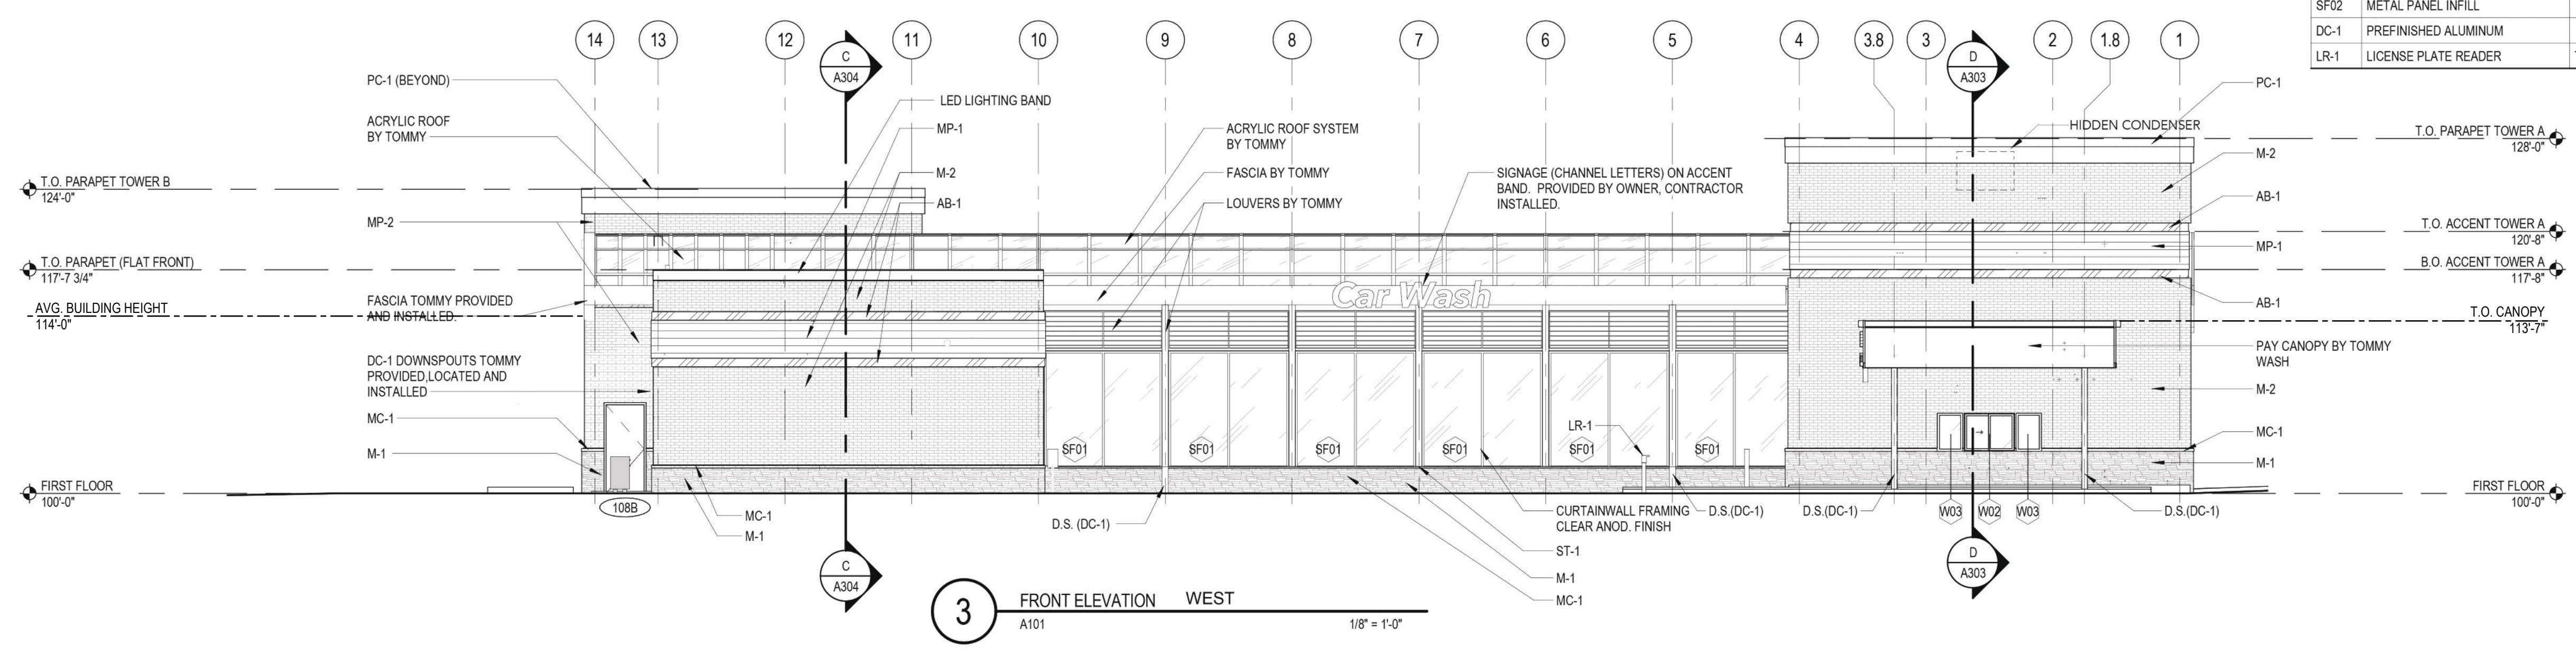 SF02 METAL PANEL INFILL
DC-1 PREFINISHED ALUMINUM
LR-1 LICENSE PLATE READER
14 13 12 11 10 9 8 7 6 5 4 3.8 3 2 1.8 1
C
A304
D
A303
PC-1 (BEYOND)
ACRYLIC ROOF
BY TOMMY
T.O. PARAPET TOWER B
124'-0"
MP-2
T.O. PARAPET (FLAT FRONT)
117'-7 3/4"
FASCIA TOMMY PROVIDED
AND INSTALLED.
AVG. BUILDING HEIGHT
114'-0"
DC-1 DOWNSPOUTS TOMMY
PROVIDED,LOCATED AND
INSTALLED
MC-1
M-1
FIRST FLOOR
100'-0"
108B
LED LIGHTING BAND
MP-1
M-2
AB-1
ACRYLIC ROOF SYSTEM
BY TOMMY
FASCIA BY TOMMY
LOUVERS BY TOMMY
SIGNAGE (CHANNEL LETTERS) ON ACCENT
BAND. PROVIDED BY OWNER, CONTRACTOR
INSTALLED.
Car Wash
HIDDEN CONDENSER
PC-1
T.O. PARAPET TOWER A
128'-0"
M-2
AB-1
T.O. ACCENT TOWER A
120'-8"
MP-1
B.O. ACCENT TOWER A
117'-8"
AB-1
T.O. CANOPY
113'-7"
PAY CANOPY BY TOMMY
WASH
M-2
MC-1
M-1
FIRST FLOOR
100'-0"
LR-1
SF01 SF01 SF01 SF01 SF01 SF01
MC-1
M-1
D.S. (DC-1)
CURTAINWALL FRAMING
CLEAR ANOD. FINISH
ST-1
M-1
MC-1
D.S.(DC-1)
D.S.(DC-1)
W03 W02 W03
D.S.(DC-1)
C
A304
D
A303
3
FRONT ELEVATION WEST
A101 1/8" = 1'-0"